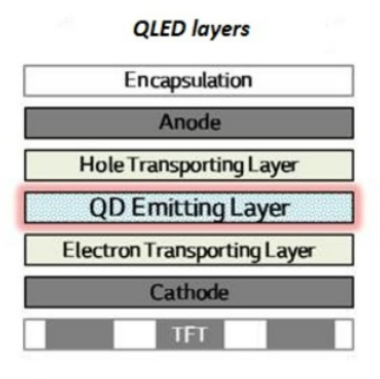 QLED layers
Encapsulation
Anode
Hole Transporting Layer
QD Emitting Layer
Electron Transporting Layer
Cathode
TFT